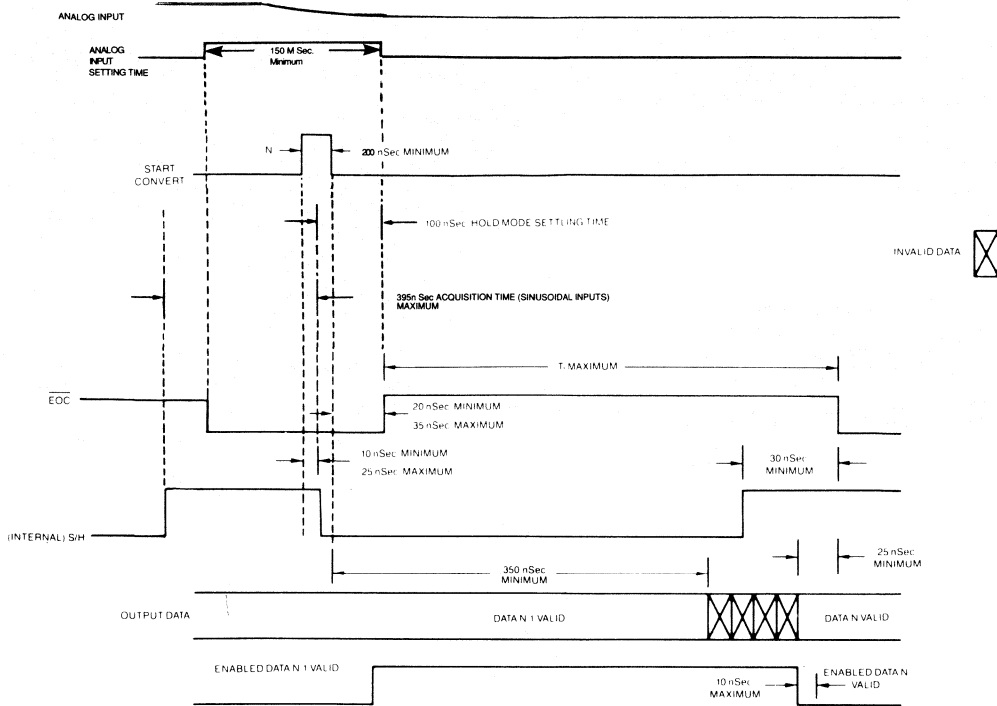 ANALOG INPUT
ANALOG
INPUT
SETTING TIME
150 M Sec.
Minimum
N
200 nSec MINIMUM
START
CONVERT
100 nSec HOLD MODE SETTLING TIME
INVALID DATA
395n Sec ACQUISITION TIME (SINUSOIDAL INPUTS)
MAXIMUM
T, MAXIMUM
EOC
20 nSec MINIMUM
35 nSec MAXIMUM
10 nSec MINIMUM
25 nSec MAXIMUM
30 nSec
MINIMUM
(INTERNAL) S/H
350 nSec
MINIMUM
25 nSec
MINIMUM
OUTPUT DATA
DATA N 1 VALID
DATA N VALID
ENABLED DATA N 1 VALID
10 nSec
MAXIMUM
ENABLED DATA N
VALID